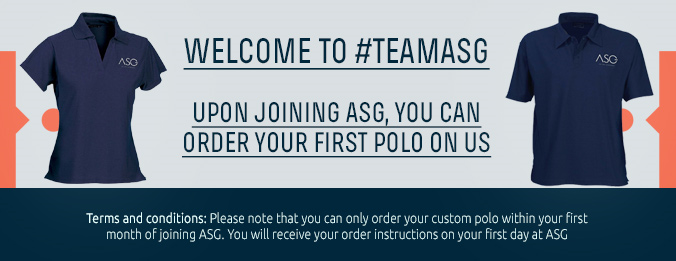 WELCOME TO #TEAMASG
UPON JOINING ASG, YOU CAN
ORDER YOUR FIRST POLO ON US
ASG
ASG
Terms and conditions: Please note that you can only order your custom polo within your first
month of joining ASG. You will receive your order instructions on your first day at ASG